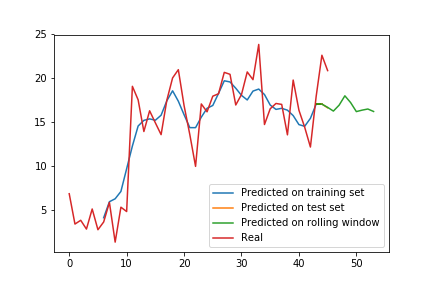 25
20
15
10
5
0 10 20 30 40 50
Predicted on training set
Predicted on test set
Predicted on rolling window
Real